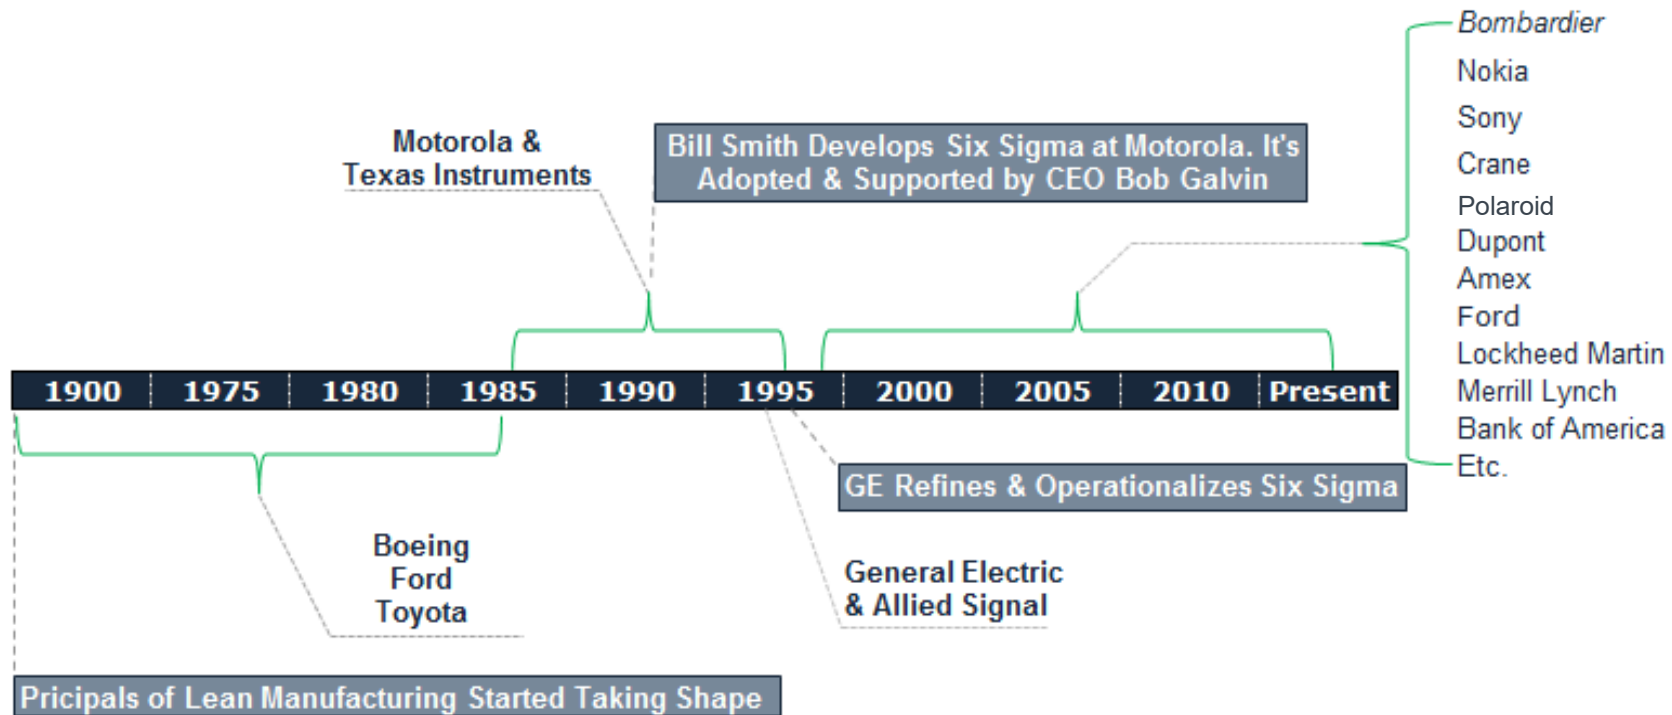 Bombardier
Nokia
Sony
Crane
Polaroid
Dupont
Amex
Ford
Lockheed Martin
Merrill Lynch
Bank of America
Etc.
Motorola &
Texas Instruments
Bill Smith Develops Six Sigma at Motorola. It's
Adopted & Supported by CEO Bob Galvin
1900 1975 1980 1985 1990 1995 2000 2005 2010 Present
GE Refines & Operationalizes Six Sigma
Boeing
Ford
Toyota
General Electric
& Allied Signal
Pricipals of Lean Manufacturing Started Taking Shape